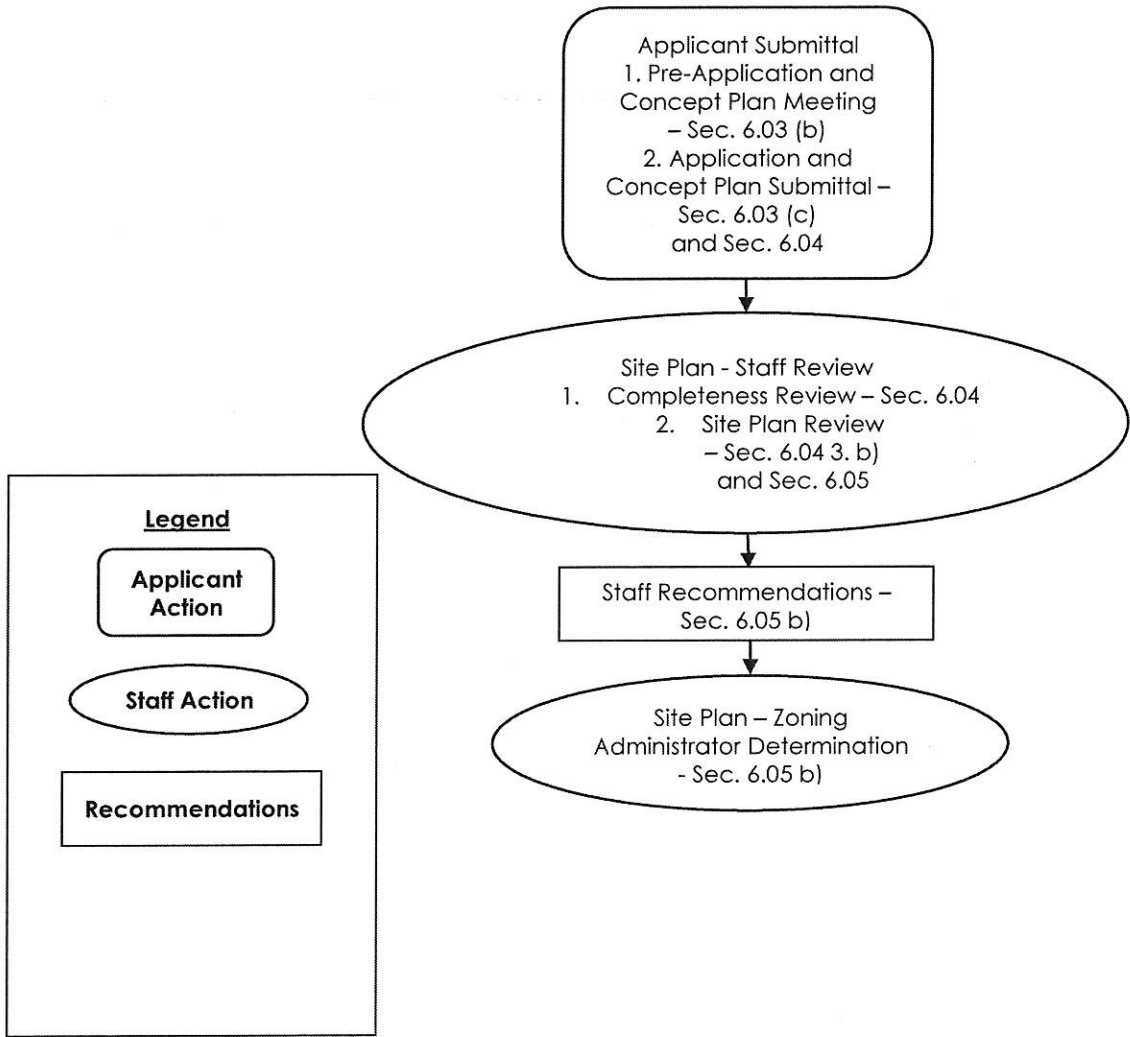 Applicant Submittal
1. Pre-Application and
Concept Plan Meeting
– Sec. 6.03 (b)
2. Application and
Concept Plan Submittal –
Sec. 6.03 (c)
and Sec. 6.04
Site Plan - Staff Review
1. Completeness Review – Sec. 6.04
2. Site Plan Review
– Sec. 6.04 3. b)
and Sec. 6.05
Staff Recommendations –
Sec. 6.05 b)
Site Plan – Zoning
Administrator Determination
- Sec. 6.05 b)
Legend
Applicant
Action
Staff Action
Recommendations